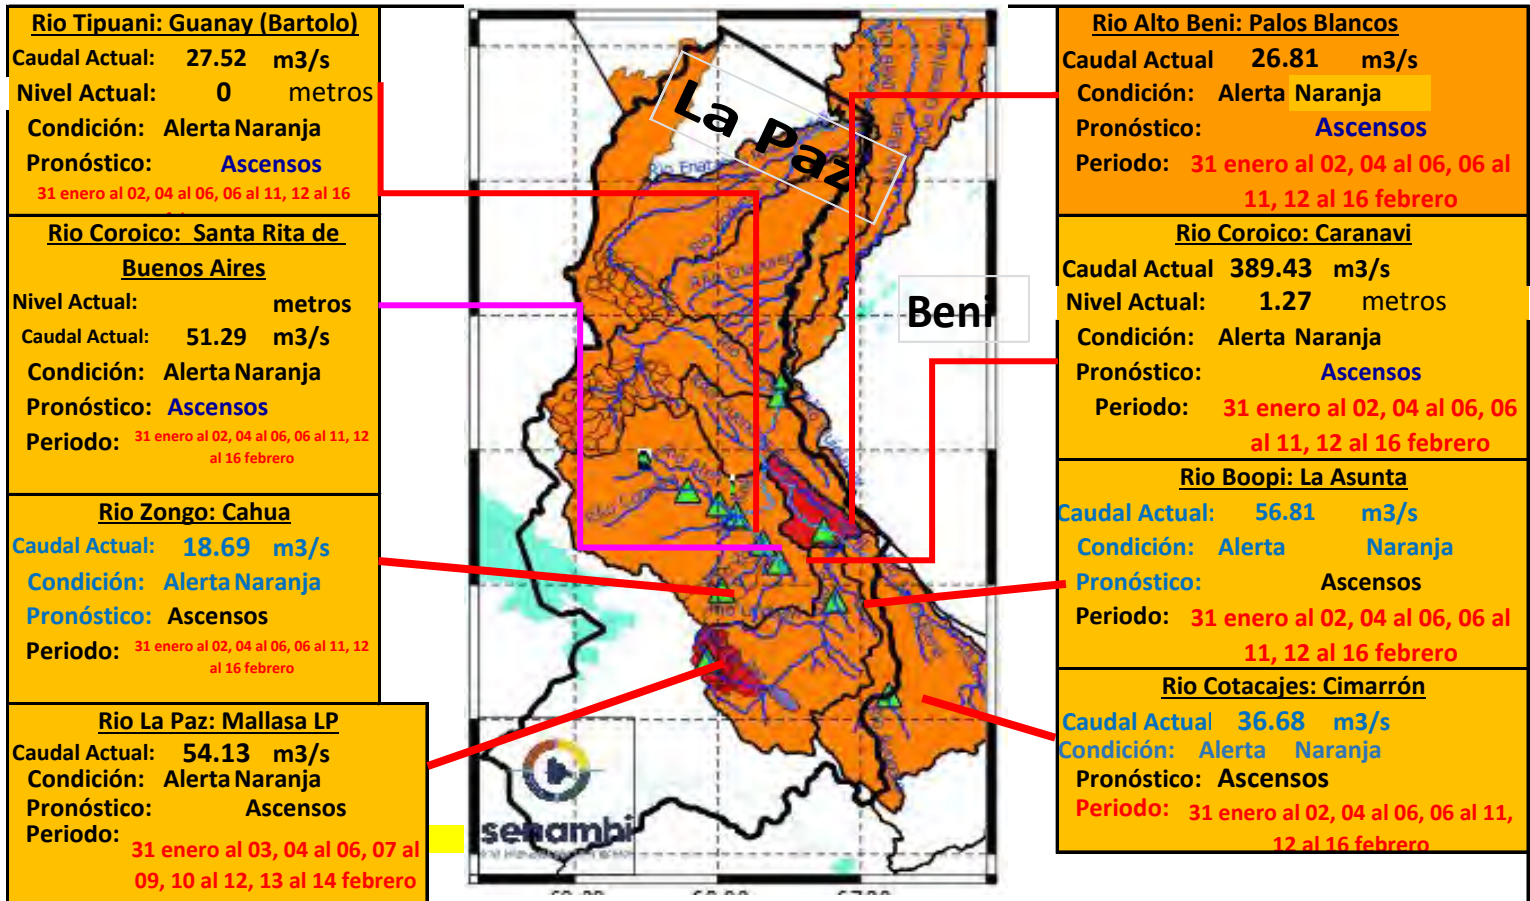 Rio Tipuani: Guanay (Bartolo)
Caudal Actual: 27.52 m3/s
Nivel Actual: 0 metros
Condición: Alerta Naranja
Pronóstico: Ascensos
31 enero al 02, 04 al 06, 06 al 11, 12 al 16
Rio Coroico: Santa Rita de
Buenos Aires
Nivel Actual: metros
Caudal Actual: 51.29 m3/s
Condición: Alerta Naranja
Pronóstico: Ascensos
Periodo: 31 enero al 02, 04 al 06, 06 al 11, 12
al 16 febrero
Rio Zongo: Cahua
Caudal Actual: 18.69 m3/s
Condición: Alerta Naranja
Pronóstico: Ascensos
Periodo: 31 enero al 02, 04 al 06, 06 al 11, 12
al 16 febrero
Rio La Paz: Mallasa LP
Caudal Actual: 54.13 m3/s
Condición: Alerta Naranja
Pronóstico: Ascensos
Periodo:
31 enero al 03, 04 al 06, 07 al
09, 10 al 12, 13 al 14 febrero
La Paz
Beni
senamhi
Rio Alto Beni: Palos Blancos
Caudal Actual 26.81 m3/s
Condición: Alerta Naranja
Pronóstico: Ascensos
Periodo: 31 enero al 02, 04 al 06, 06 al
11, 12 al 16 febrero
Rio Coroico: Caranavi
Caudal Actual 389.43 m3/s
Nivel Actual: 1.27 metros
Condición: Alerta Naranja
Pronóstico: Ascensos
Periodo: 31 enero al 02, 04 al 06, 06
al 11, 12 al 16 febrero
Rio Boopi: La Asunta
Caudal Actual: 56.81 m3/s
Condición: Alerta Naranja
Pronóstico: Ascensos
Periodo: 31 enero al 02, 04 al 06, 06 al
11, 12 al 16 febrero
Rio Cotacajes: Cimarrón
Caudal Actual 36.68 m3/s
Condición: Alerta Naranja
Pronóstico: Ascensos
Periodo: 31 enero al 02, 04 al 06, 06 al 11,
12 al 16 febrero